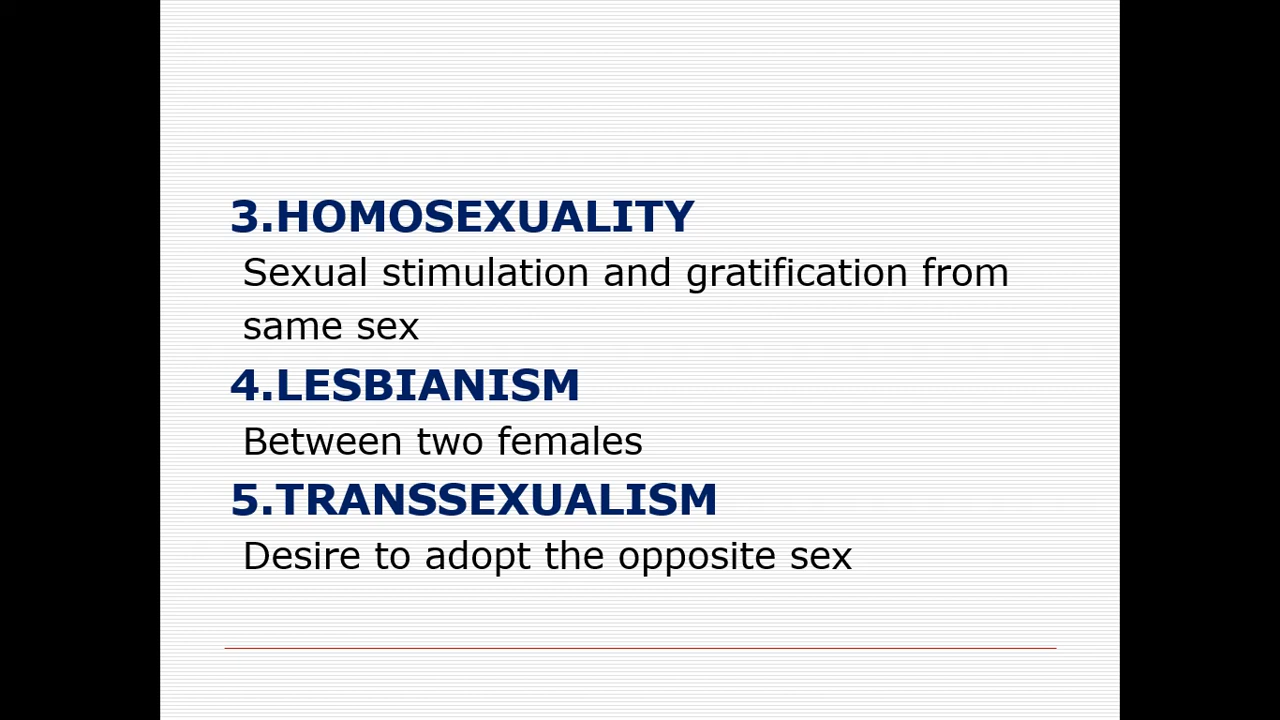 3.HOMOSEXUALITY
Sexual stimulation and gratification from
same sex
4.LESBIANISM
Between two females
5.TRANSSEXUALISM
Desire to adopt the opposite sex